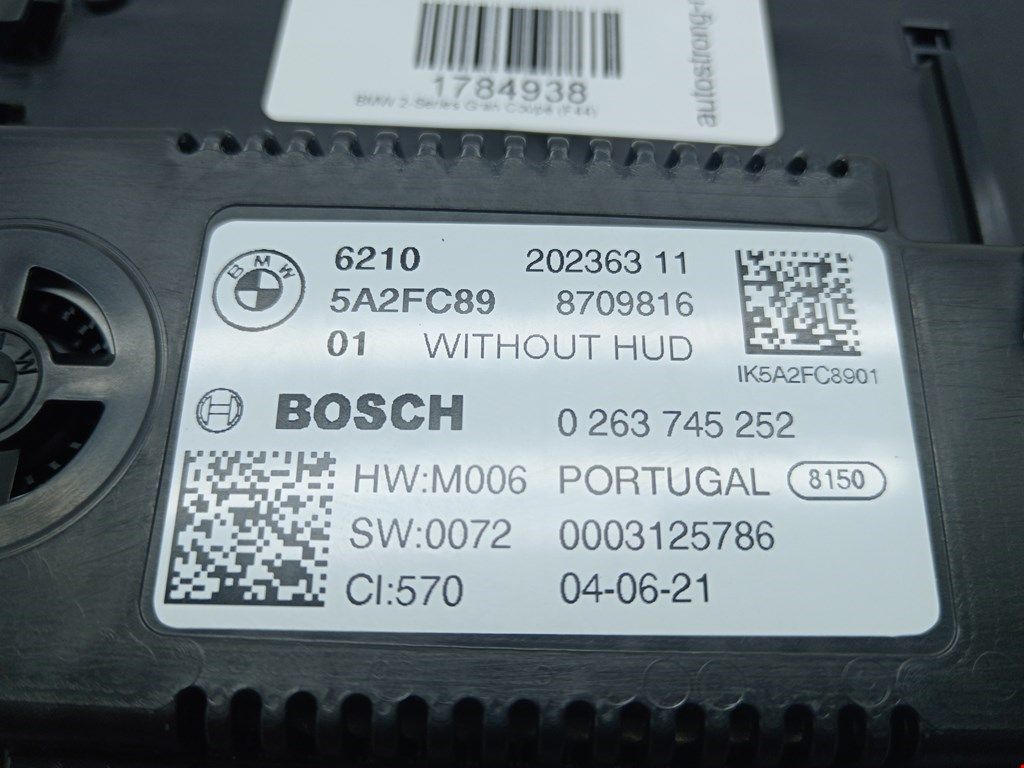 1784938
BMW 2-Series Gran Coupe (F44)
autostrong-
BMW
6210 202363 11
5A2FC89 8709816
01 WITHOUT HUD
IK5A2FC8901
BOSCH 0 263 745 252
HW:M006 PORTUGAL 8150
SW:0072 0003125786
CI:570 04-06-21